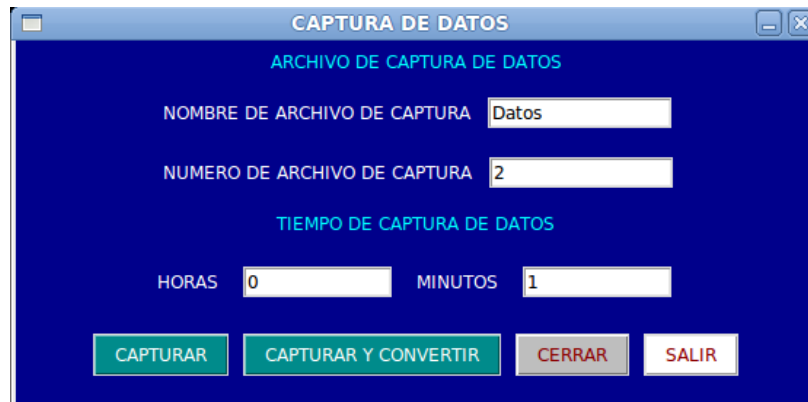 CAPTURA DE DATOS
ARCHIVO DE CAPTURA DE DATOS
NOMBRE DE ARCHIVO DE CAPTURA Datos
NUMERO DE ARCHIVO DE CAPTURA 2
TIEMPO DE CAPTURA DE DATOS
HORAS 0 MINUTOS 1
CAPTURAR CAPTURAR Y CONVERTIR CERRAR SALIR